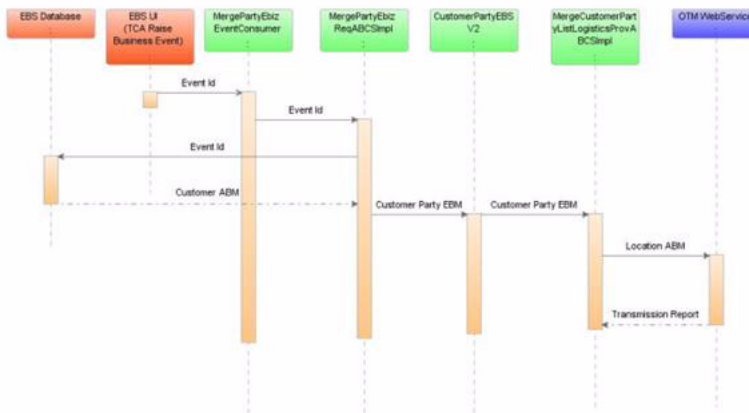 EBS Database
EBS UI
(TCA Raise
Business Event)
MergePartyEbiz
EventConsumer
MergePartyEbiz
ReqABCSImpl
CustomerPartyEBS
V2
MergeCustomerPart
yListLogisticsProvA
BCSImpl
OTM WebService
Event Id
Event Id
Event Id
Customer ABM
Customer Party EBM
Customer Party EBM
Location ABM
Transmission Report